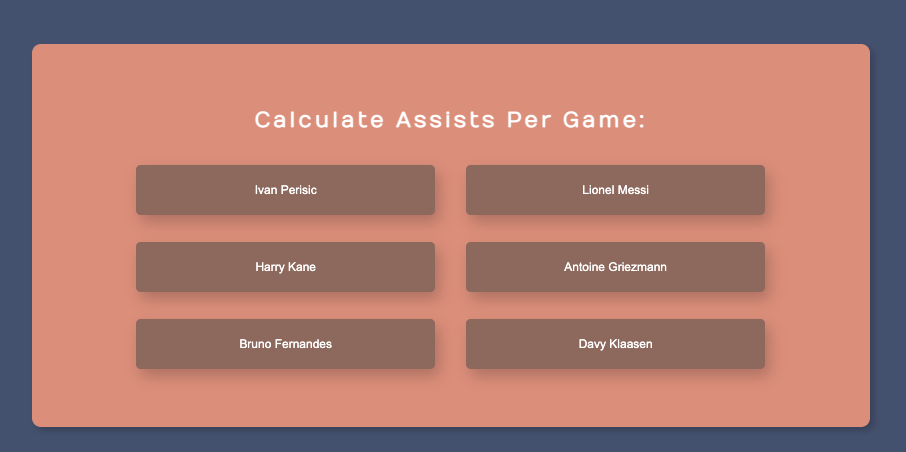 Calculate Assists Per Game:
Ivan Perisic
Lionel Messi
Harry Kane
Antoine Griezmann
Bruno Fernandes
Davy Klaasen